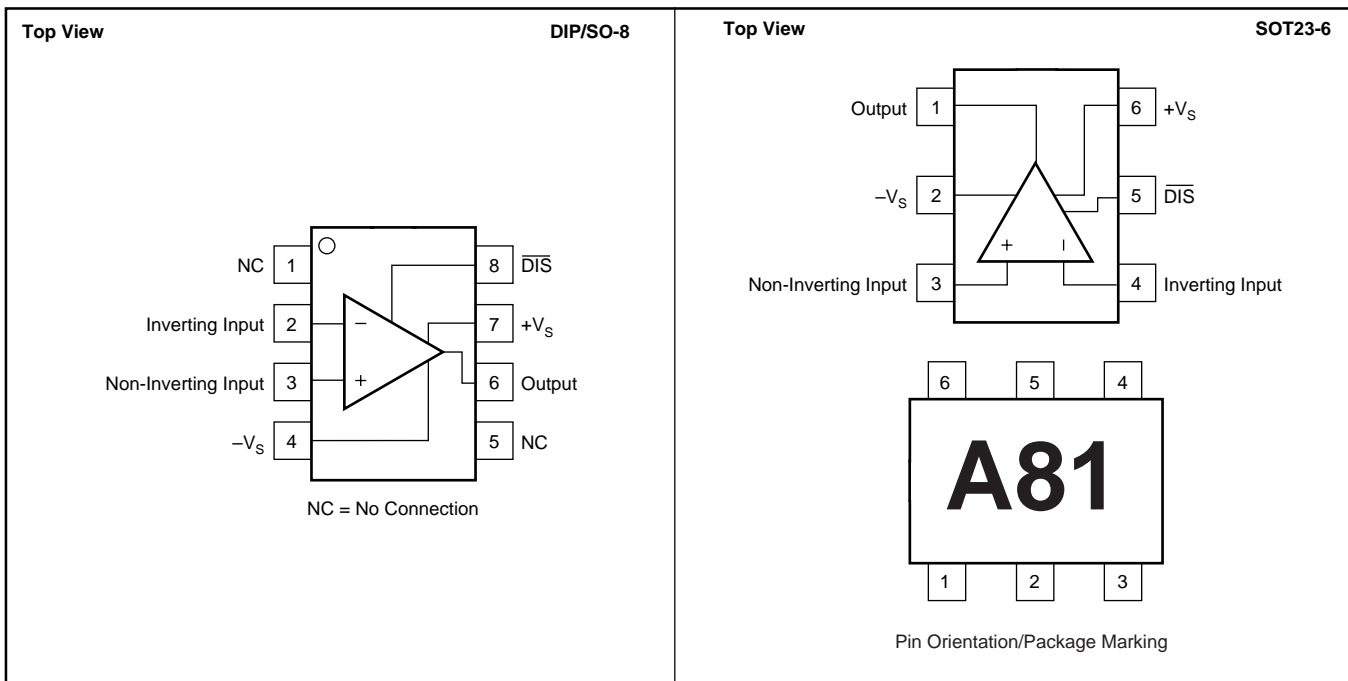 Top View DIP/SO-8
NC 1
8 D̅I̅S̅
Inverting Input 2 −
7 +VS
Non-Inverting Input 3 +
6 Output
–VS 4
5 NC
NC = No Connection
Top View SOT23-6
Output 1
6 +VS
–VS 2
5 D̅I̅S̅
+ −
Non-Inverting Input 3
4 Inverting Input
6 5 4
A81
1 2 3
Pin Orientation/Package Marking